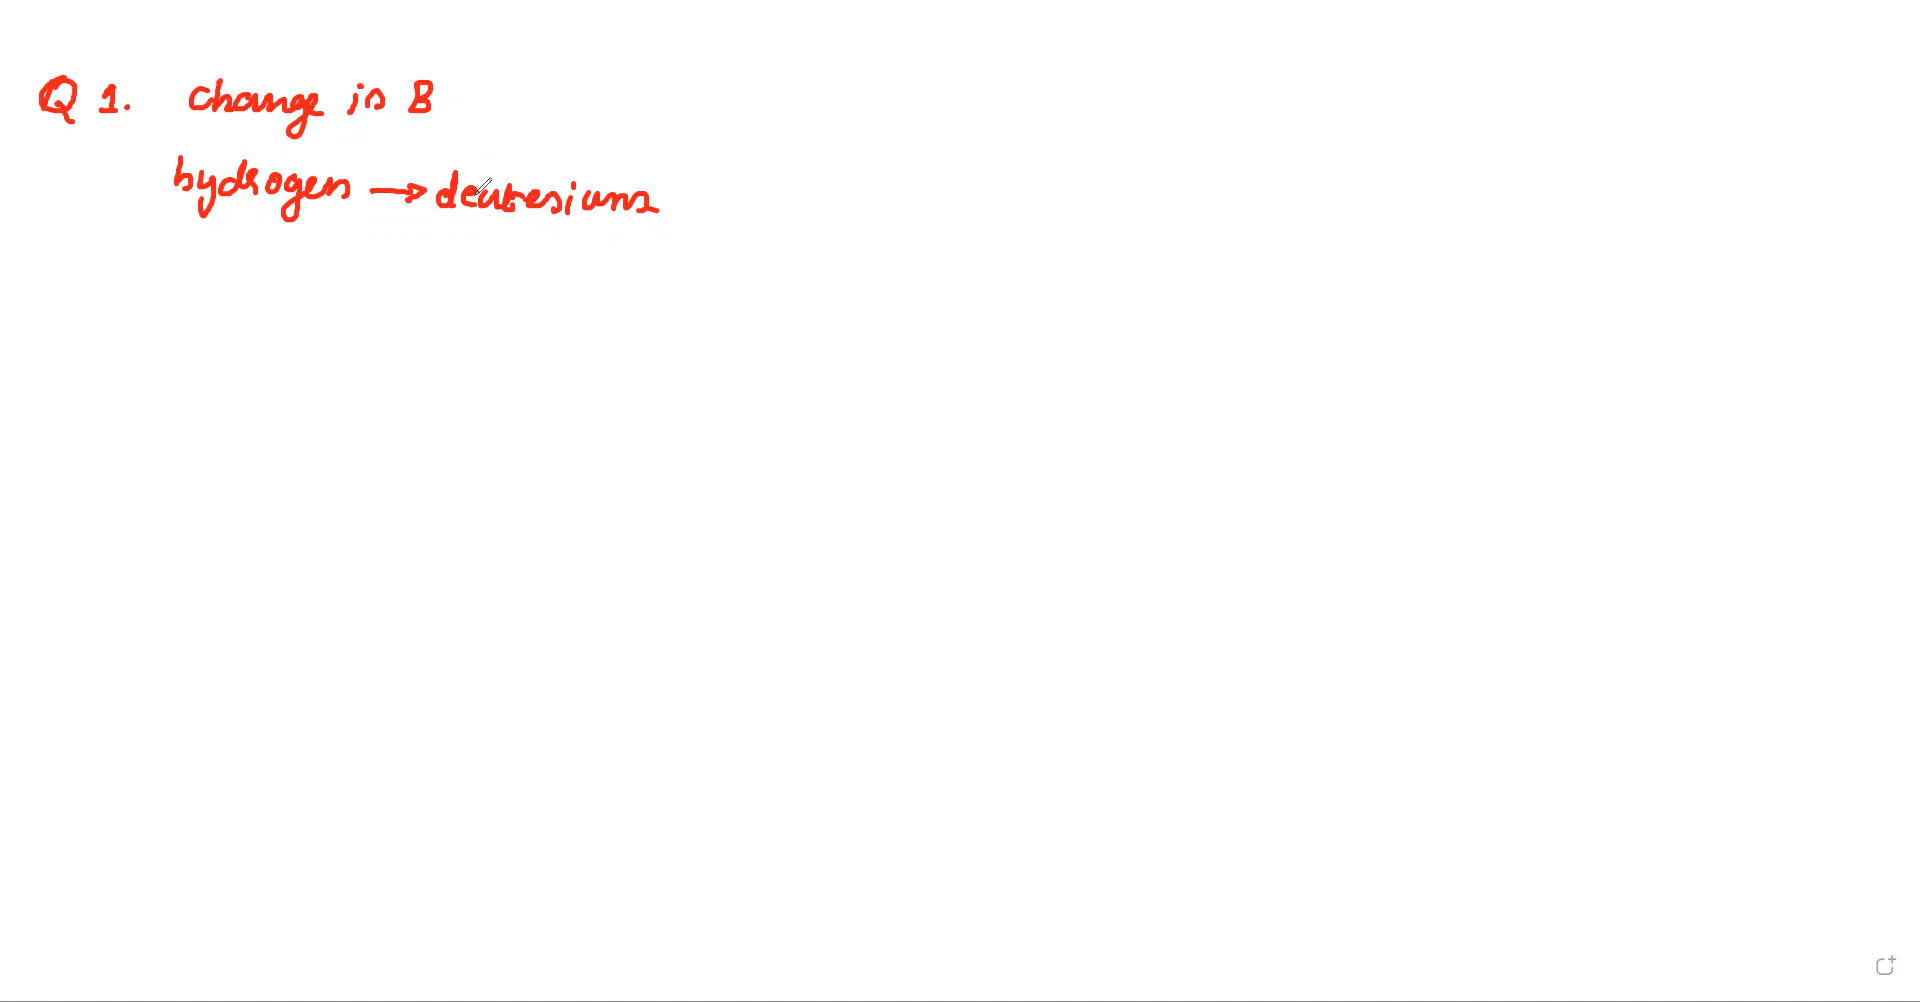 Q 1. change in B
hydrogen → deuterium